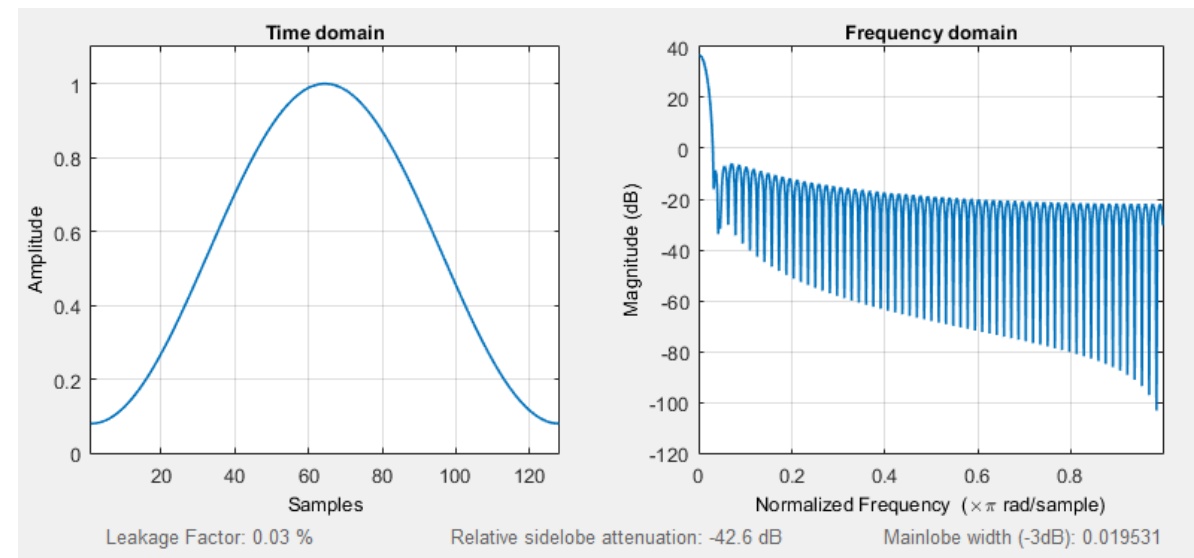 Time domain
1
0.8
0.6
0.4
0.2
0
Amplitude
20 40 60 80 100 120
Samples
Frequency domain
40
20
0
-20
-40
-60
-80
-100
-120
Magnitude (dB)
0 0.2 0.4 0.6 0.8
Normalized Frequency (×π rad/sample)
Leakage Factor: 0.03 % Relative sidelobe attenuation: -42.6 dB Mainlobe width (-3dB): 0.019531